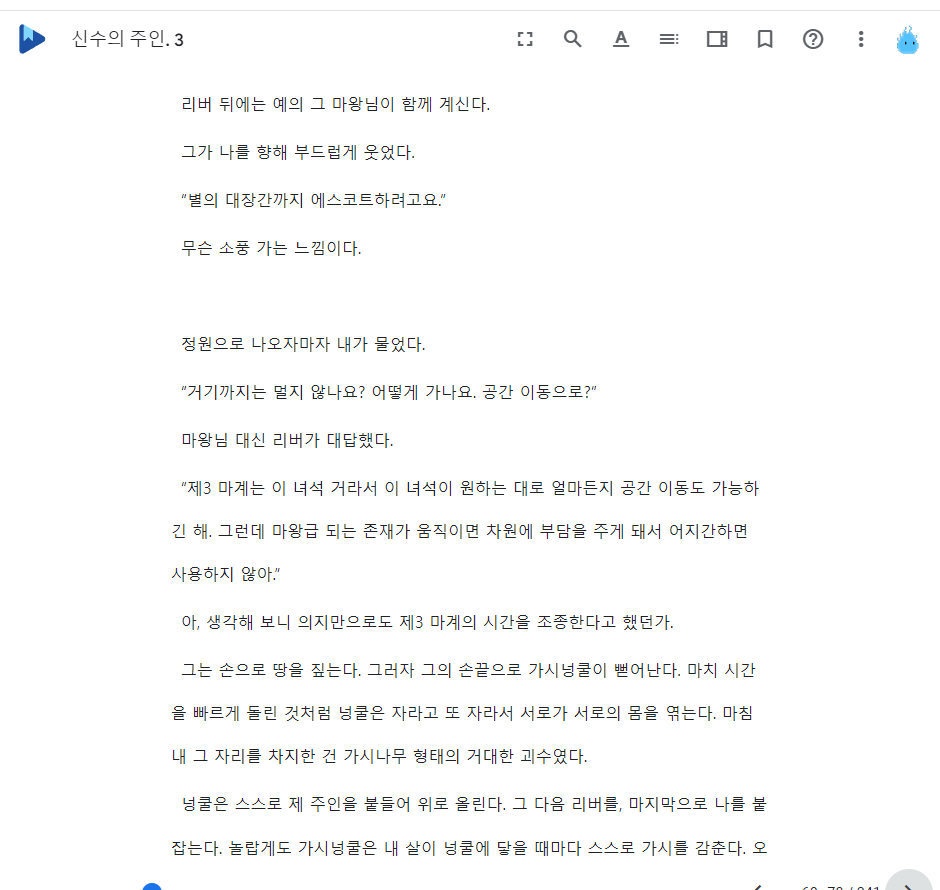 신수의 주인. 3
리버 뒤에는 예의 그 마왕님이 함께 계신다.
그가 나를 향해 부드럽게 웃었다.
“별의 대장간까지 에스코트하려고요.”
무슨 소풍 가는 느낌이다.
정원으로 나오자마자 내가 물었다.
“거기까지는 멀지 않나요? 어떻게 가나요. 공간 이동으로?”
마왕님 대신 리버가 대답했다.
“제3 마계는 이 녀석 거라서 이 녀석이 원하는 대로 얼마든지 공간 이동도 가능하
긴 해. 그런데 마왕급 되는 존재가 움직이면 차원에 부담을 주게 돼서 어지간하면
사용하지 않아.”
아, 생각해 보니 의지만으로도 제3 마계의 시간을 조종한다고 했던가.
그는 손으로 땅을 짚는다. 그러자 그의 손끝으로 가시넝쿨이 뻗어난다. 마치 시간
을 빠르게 돌린 것처럼 넝쿨은 자라고 또 자라서 서로가 서로의 몸을 엮는다. 마침
내 그 자리를 차지한 건 가시나무 형태의 거대한 괴수였다.
넝쿨은 스스로 제 주인을 붙들어 위로 올린다. 그 다음 리버를, 마지막으로 나를 붙
잡는다. 놀랍게도 가시넝쿨은 내 살이 넝쿨에 닿을 때마다 스스로 가시를 감춘다. 오